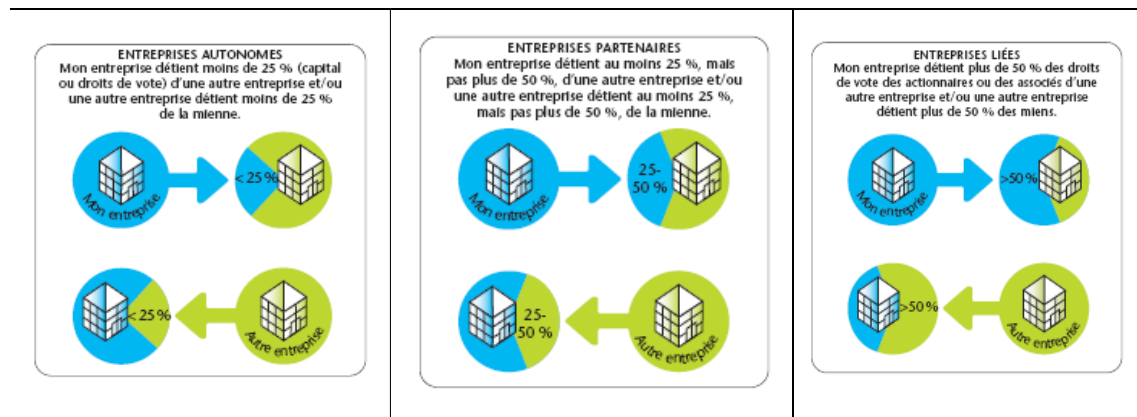 ENTREPRISES AUTONOMES
Mon entreprise détient moins de 25 % (capital
ou droits de vote) d'une autre entreprise et/ou
une autre entreprise détient moins de 25 %
de la mienne.
< 25 %
Mon entreprise
< 25 %
Autre entreprise
ENTREPRISES PARTENAIRES
Mon entreprise détient au moins 25 %, mais
pas plus de 50 %, d'une autre entreprise et/ou
une autre entreprise détient au moins 25 %,
mais pas plus de 50 %, de la mienne.
25-
50 %
Mon entreprise
25-
50 %
Autre entreprise
ENTREPRISES LIÉES
Mon entreprise détient plus de 50 % des droits
de vote des actionnaires ou des associés d'une
autre entreprise et/ou une autre entreprise
détient plus de 50 % des miens.
>50 %
Mon entreprise
>50 %
Autre entreprise